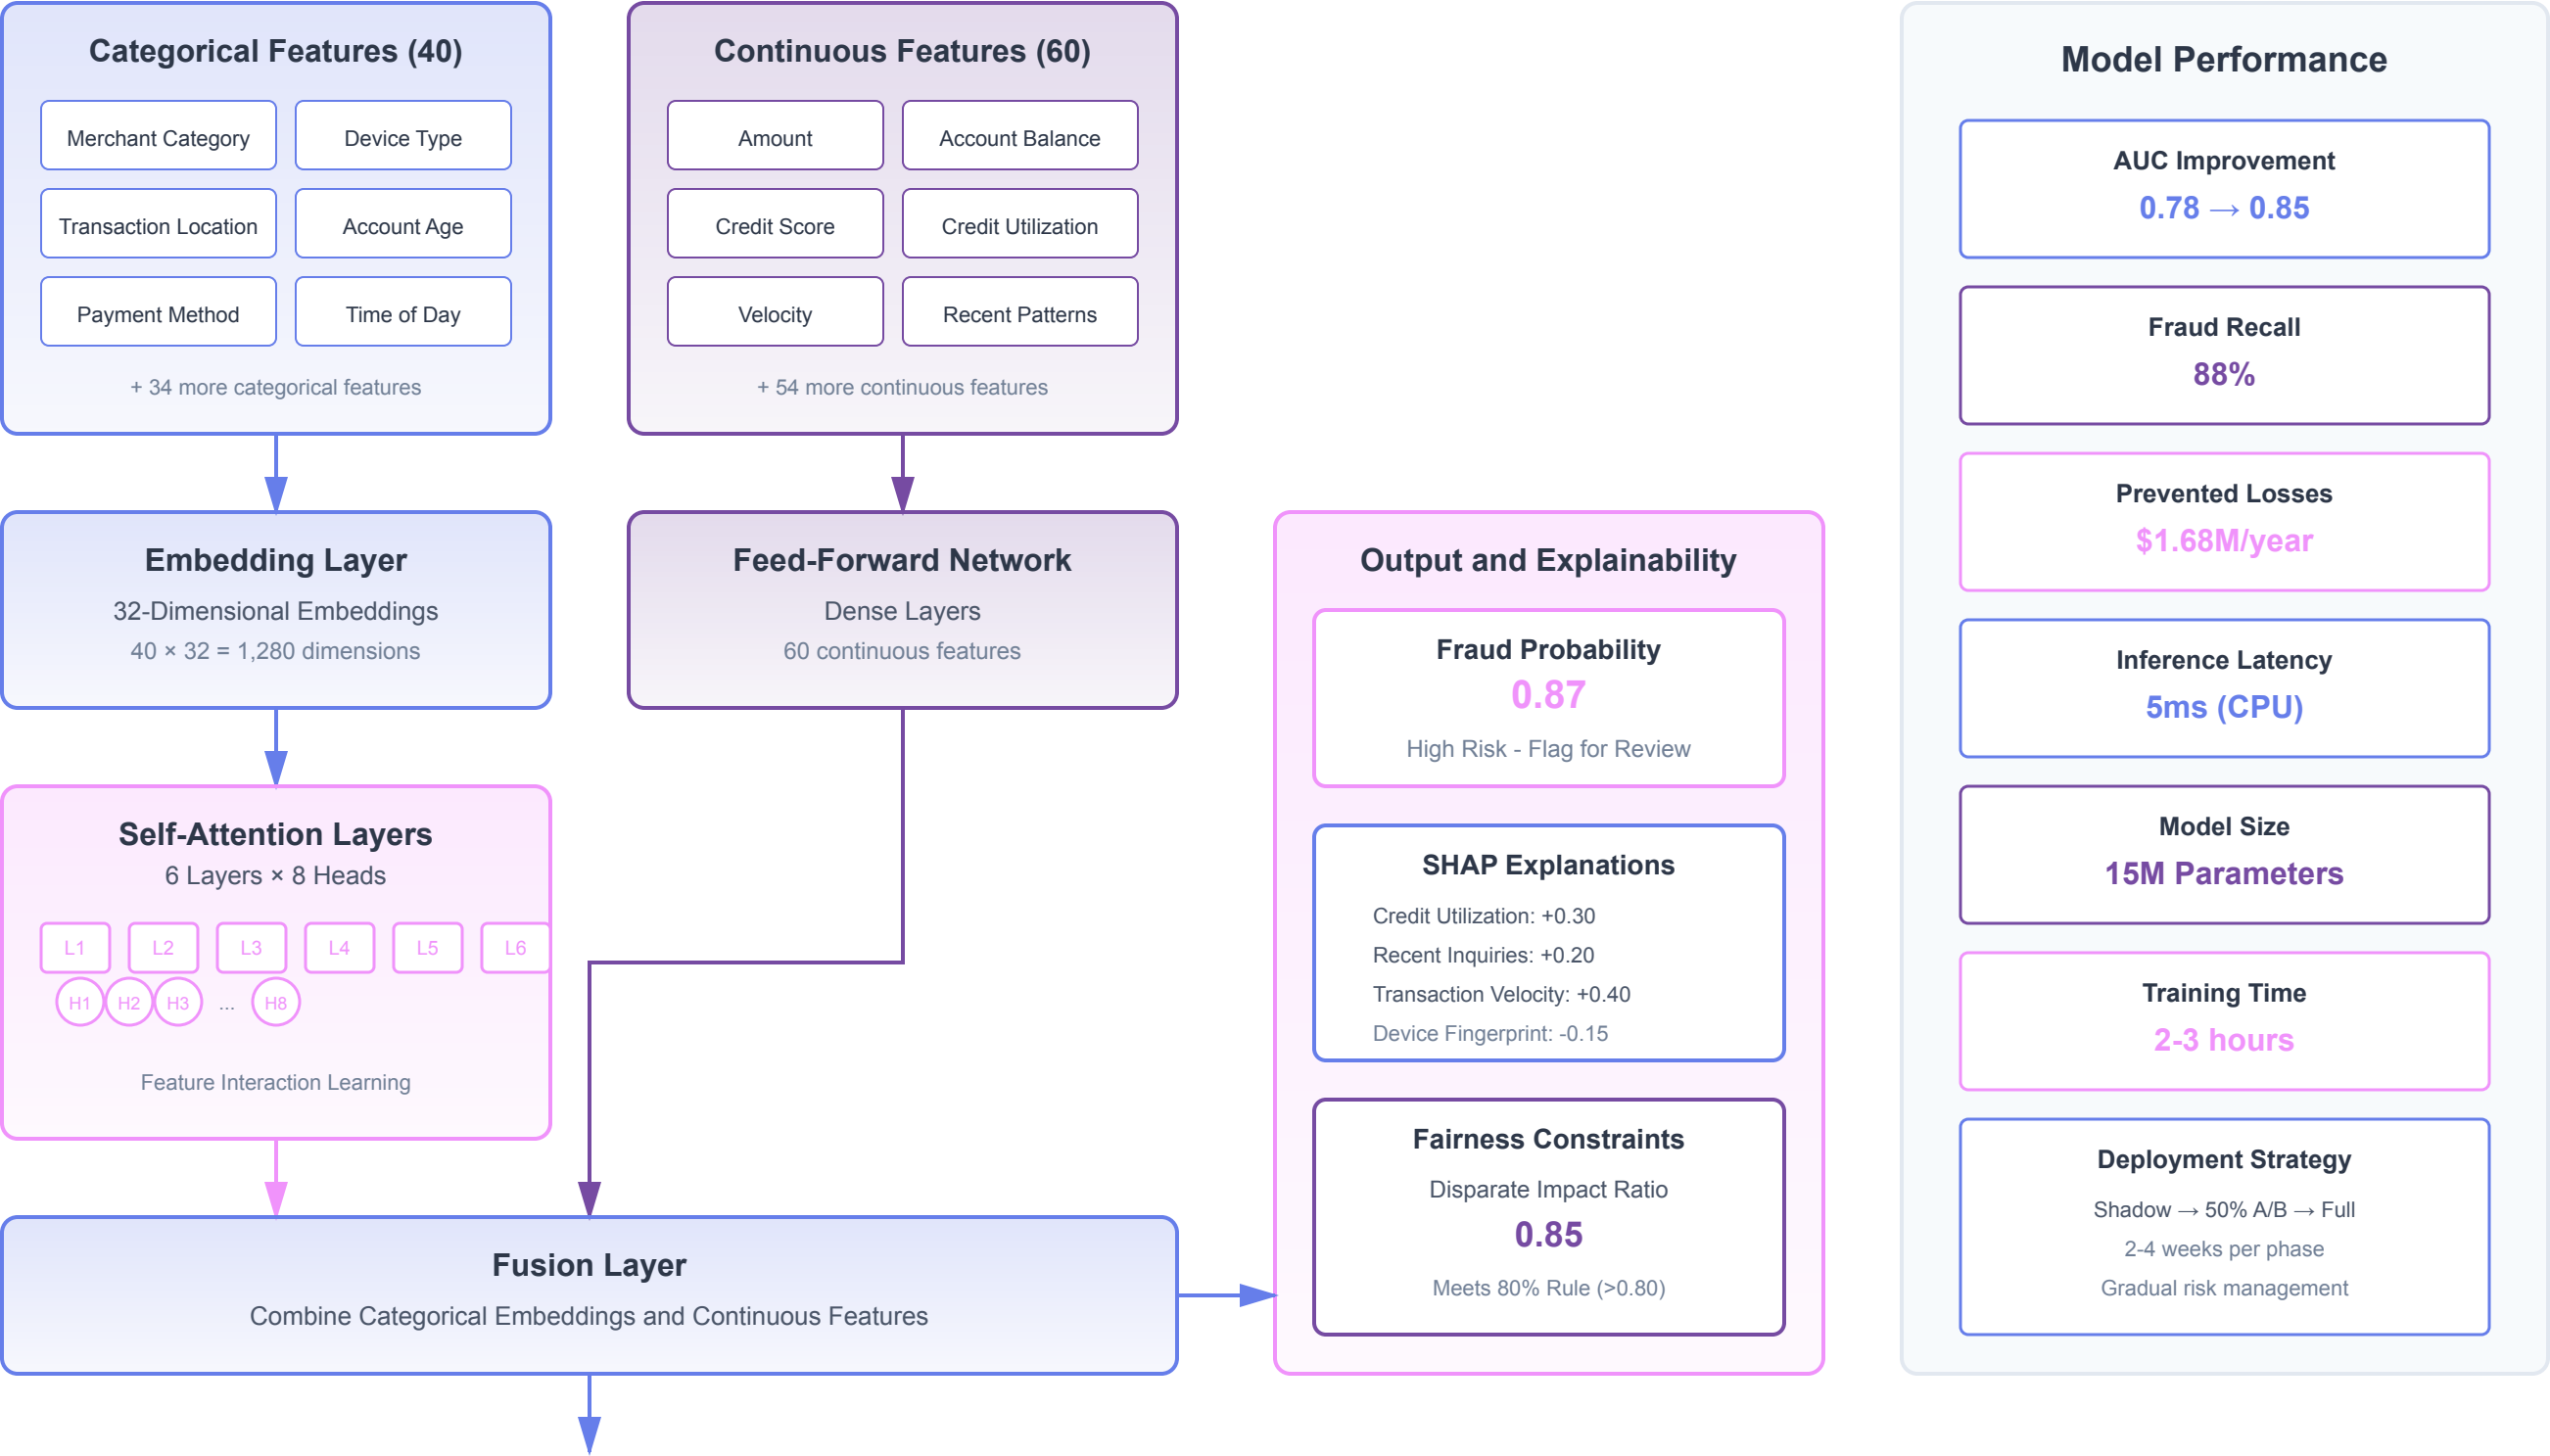 Categorical Features (40)
Merchant Category
Device Type
Transaction Location
Account Age
Payment Method
Time of Day
+ 34 more categorical features
Continuous Features (60)
Amount
Account Balance
Credit Score
Credit Utilization
Velocity
Recent Patterns
+ 54 more continuous features
Embedding Layer
32-Dimensional Embeddings
40 × 32 = 1,280 dimensions
Feed-Forward Network
Dense Layers
60 continuous features
Self-Attention Layers
6 Layers × 8 Heads
L1 L2 L3 L4 L5 L6
H1 H2 H3 ... H8
Feature Interaction Learning
Fusion Layer
Combine Categorical Embeddings and Continuous Features
Output and Explainability
Fraud Probability
0.87
High Risk - Flag for Review
SHAP Explanations
Credit Utilization: +0.30
Recent Inquiries: +0.20
Transaction Velocity: +0.40
Device Fingerprint: -0.15
Fairness Constraints
Disparate Impact Ratio
0.85
Meets 80% Rule (>0.80)
Model Performance
AUC Improvement
0.78 → 0.85
Fraud Recall
88%
Prevented Losses
$1.68M/year
Inference Latency
5ms (CPU)
Model Size
15M Parameters
Training Time
2-3 hours
Deployment Strategy
Shadow → 50% A/B → Full
2-4 weeks per phase
Gradual risk management